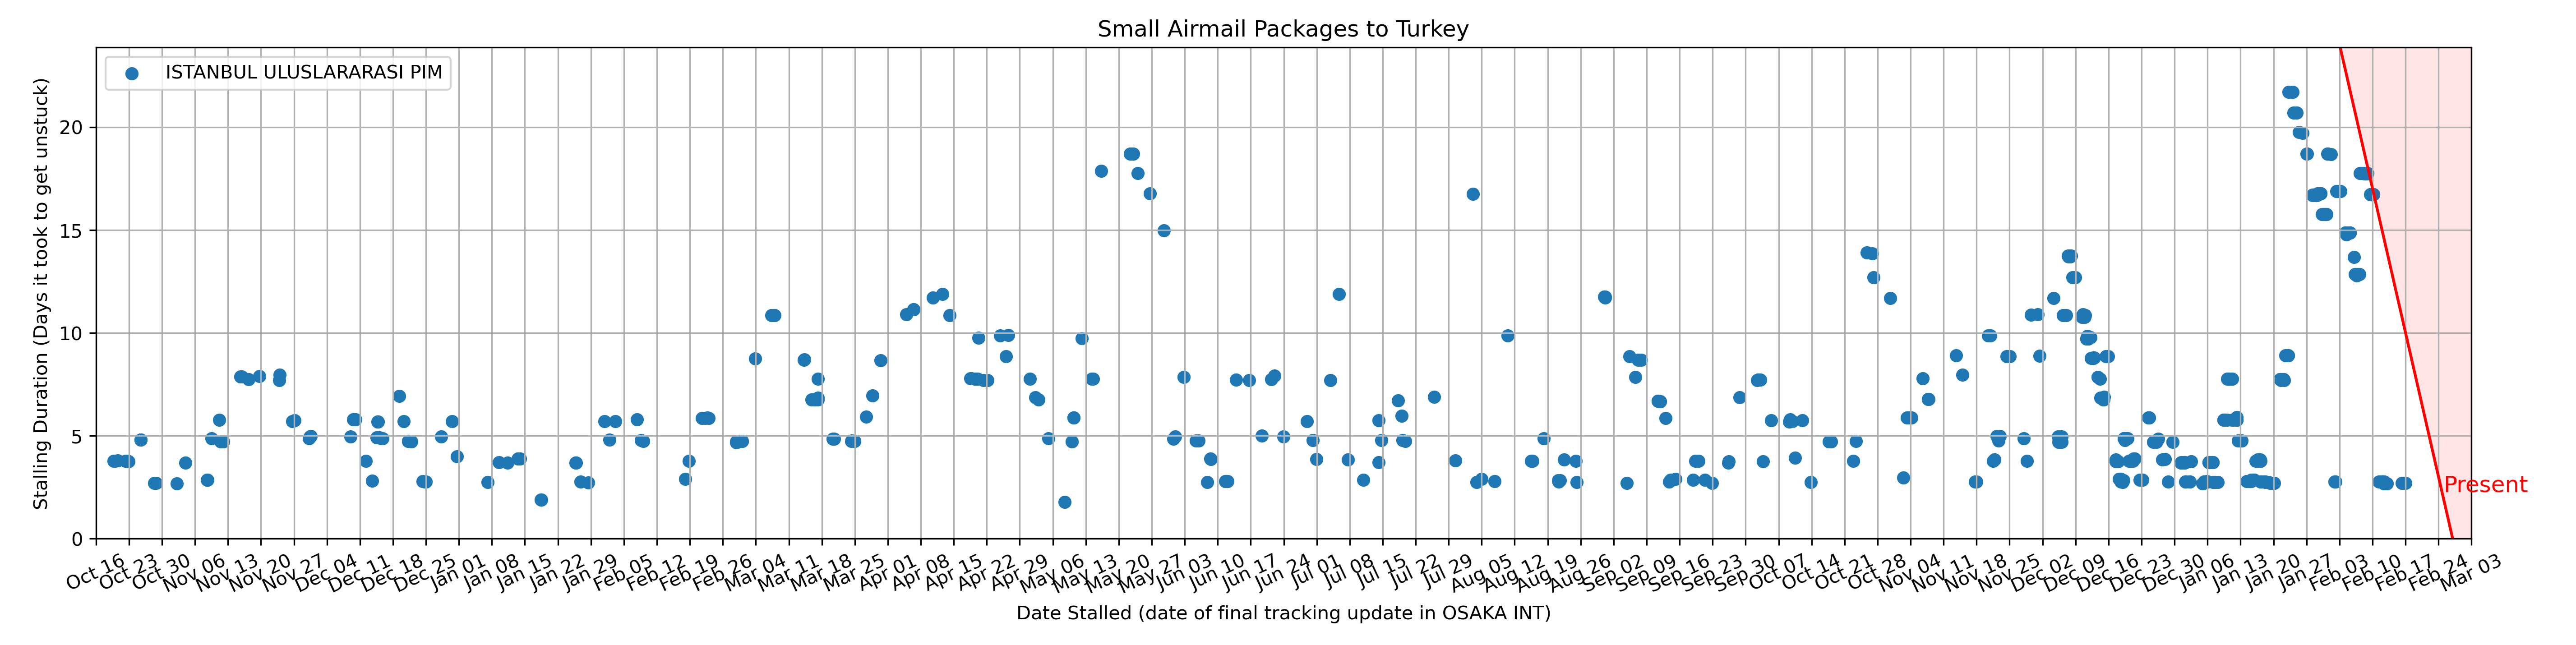 Small Airmail Packages to Turkey
ISTANBUL ULUSLARARASI PIM
Stalling Duration (Days it took to get unstuck)
20
15
10
5
0
Present
Oct 16
Oct 23
Oct 30
Nov 06
Nov 13
Nov 20
Nov 27
Dec 04
Dec 11
Dec 18
Dec 25
Jan 01
Jan 08
Jan 15
Jan 22
Jan 29
Feb 05
Feb 12
Feb 19
Feb 26
Mar 04
Mar 11
Mar 18
Mar 25
Apr 01
Apr 08
Apr 15
Apr 22
Apr 29
May 06
May 13
May 20
May 27
Jun 03
Jun 10
Jun 17
Jun 24
Jul 01
Jul 08
Jul 15
Jul 22
Jul 29
Aug 05
Aug 12
Aug 19
Aug 26
Sep 02
Sep 09
Sep 16
Sep 23
Sep 30
Oct 07
Oct 14
Oct 21
Oct 28
Nov 04
Nov 11
Nov 18
Nov 25
Dec 02
Dec 09
Dec 16
Dec 23
Dec 30
Jan 06
Jan 13
Jan 20
Jan 27
Feb 03
Feb 10
Feb 17
Feb 24
Mar 03
Date Stalled (date of final tracking update in OSAKA INT)